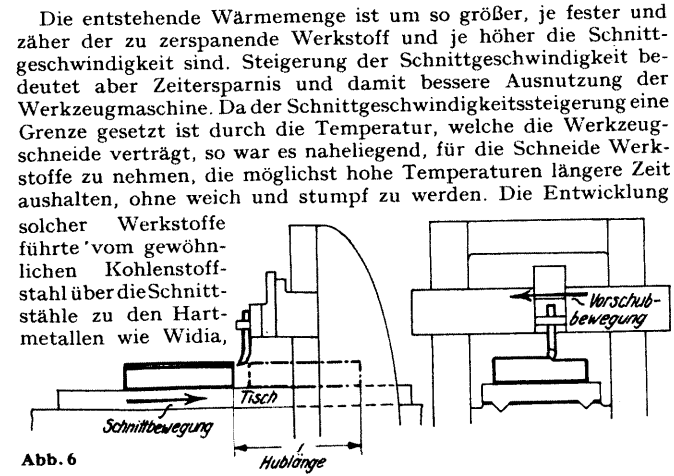 Die entstehende Wärmemenge ist um so größer, je fester und
zäher der zu zerspanende Werkstoff und je höher die Schnitt-
geschwindigkeit sind. Steigerung der Schnittgeschwindigkeit be-
deutet aber Zeitersparnis und damit bessere Ausnutzung der
Werkzeugmaschine. Da der Schnittgeschwindigkeitssteigerung eine
Grenze gesetzt ist durch die Temperatur, welche die Werkzeug-
schneide verträgt, so war es naheliegend, für die Schneide Werk-
stoffe zu nehmen, die möglichst hohe Temperaturen längere Zeit
aushalten, ohne weich und stumpf zu werden. Die Entwicklung
solcher Werkstoffe
führte vom gewöhn-
lichen Kohlenstoff-
stahl über die Schnitt-
stähle zu den Hart-
metallen wie Widia,
Vorschub-
bewegung
Tisch
Schnittbewegung
Hublänge
Abb. 6